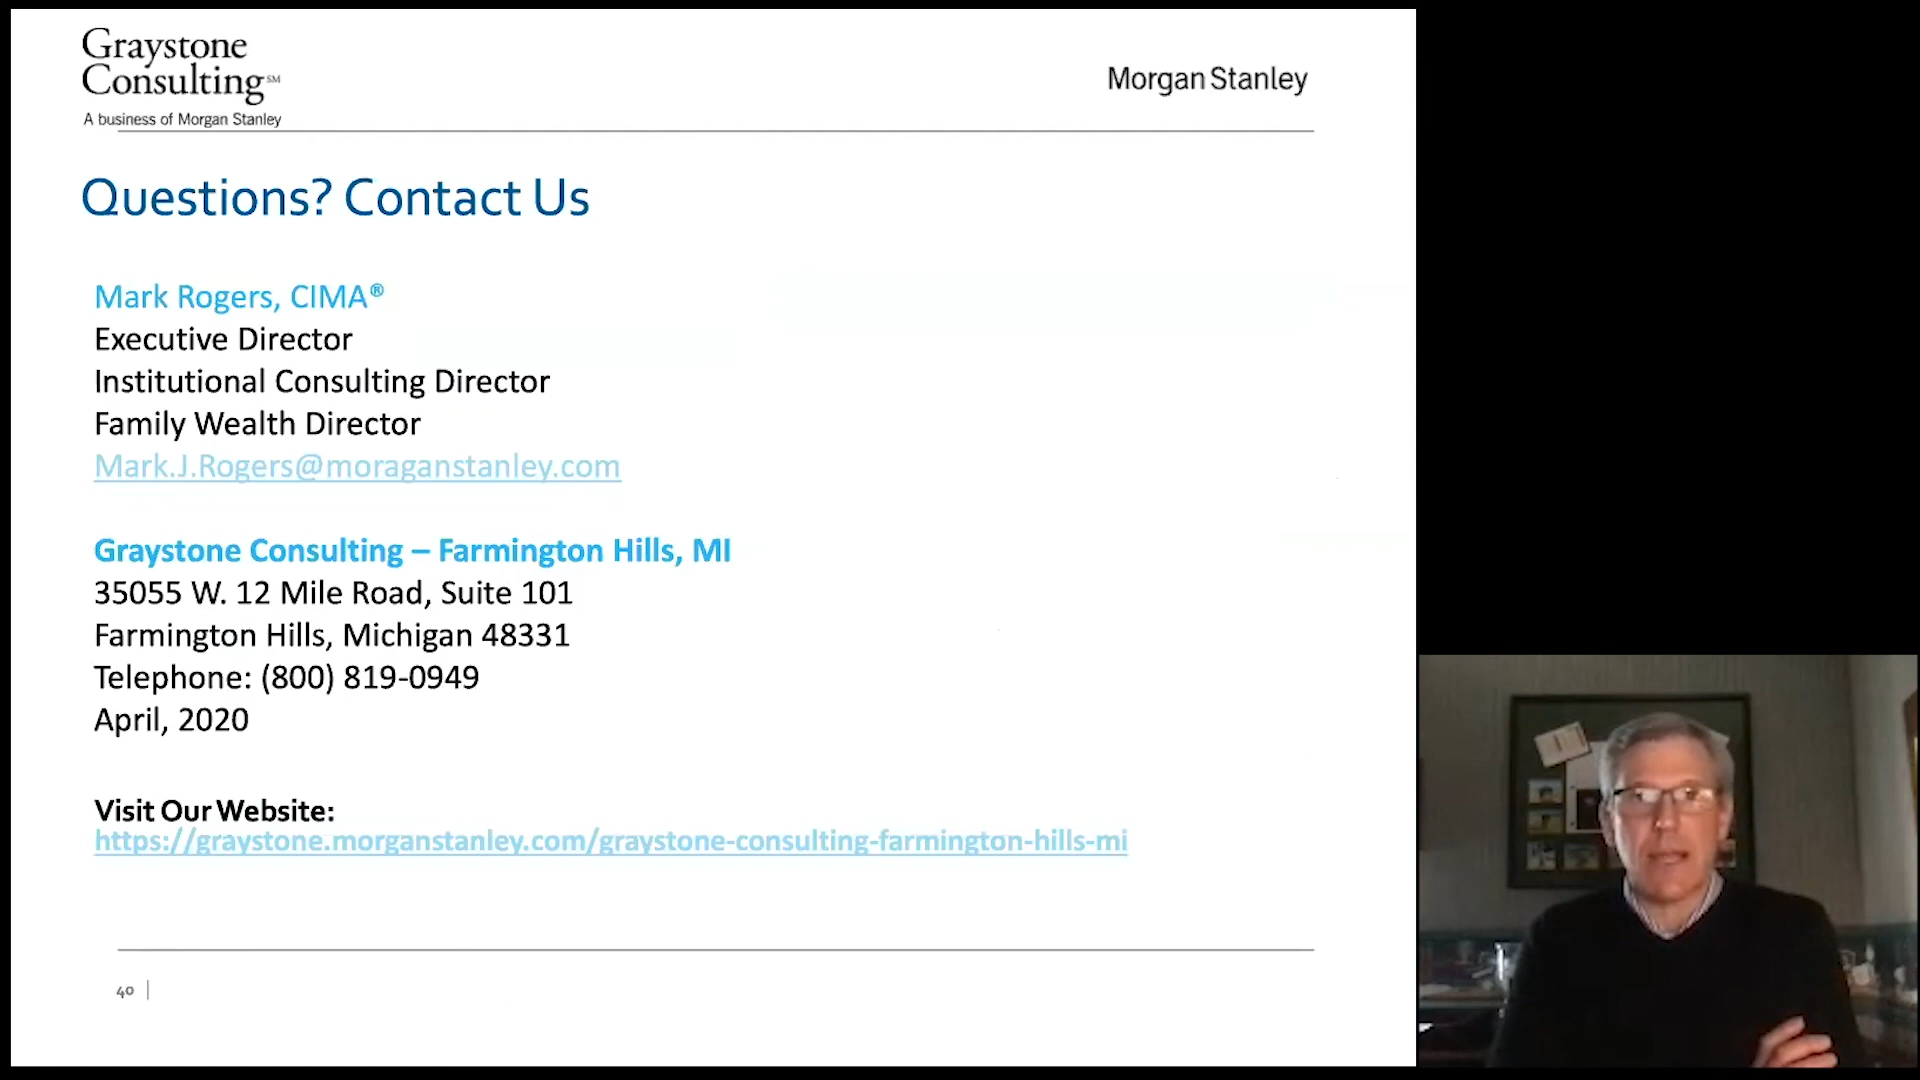 Graystone
Consulting℠
A business of Morgan Stanley
Morgan Stanley
Questions? Contact Us
Mark Rogers, CIMA®
Executive Director
Institutional Consulting Director
Family Wealth Director
Mark.J.Rogers@moraganstanley.com
Graystone Consulting – Farmington Hills, MI
35055 W. 12 Mile Road, Suite 101
Farmington Hills, Michigan 48331
Telephone: (800) 819-0949
April, 2020
Visit Our Website:
https://graystone.morganstanley.com/graystone-consulting-farmington-hills-mi
40